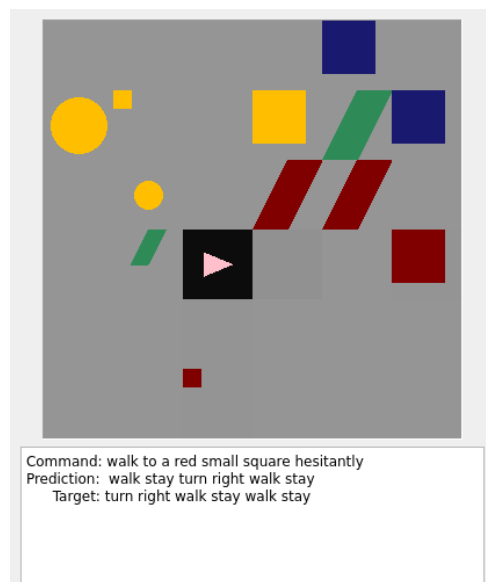 Command: walk to a red small square hesitantly
Prediction:  walk stay turn right walk stay
Target: turn right walk stay walk stay